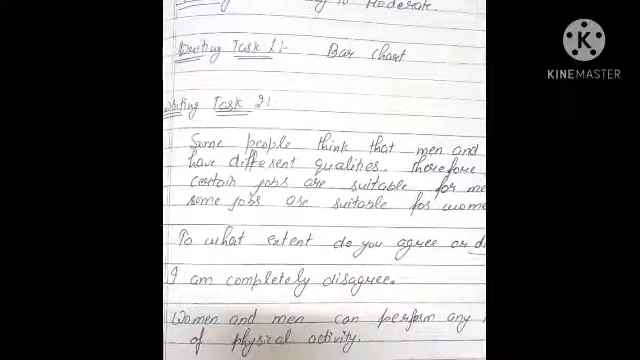 to Moderate.
Writing Task 1:- Bar chart
KINEMASTER
Writing Task 2:-
Some people think that men and
have different qualities. Therefore
certain jobs are suitable for me
some jobs are suitable for wome
To what extent do you agree or d
I am completely disagree.
Women and men can perform any
of physical activity.